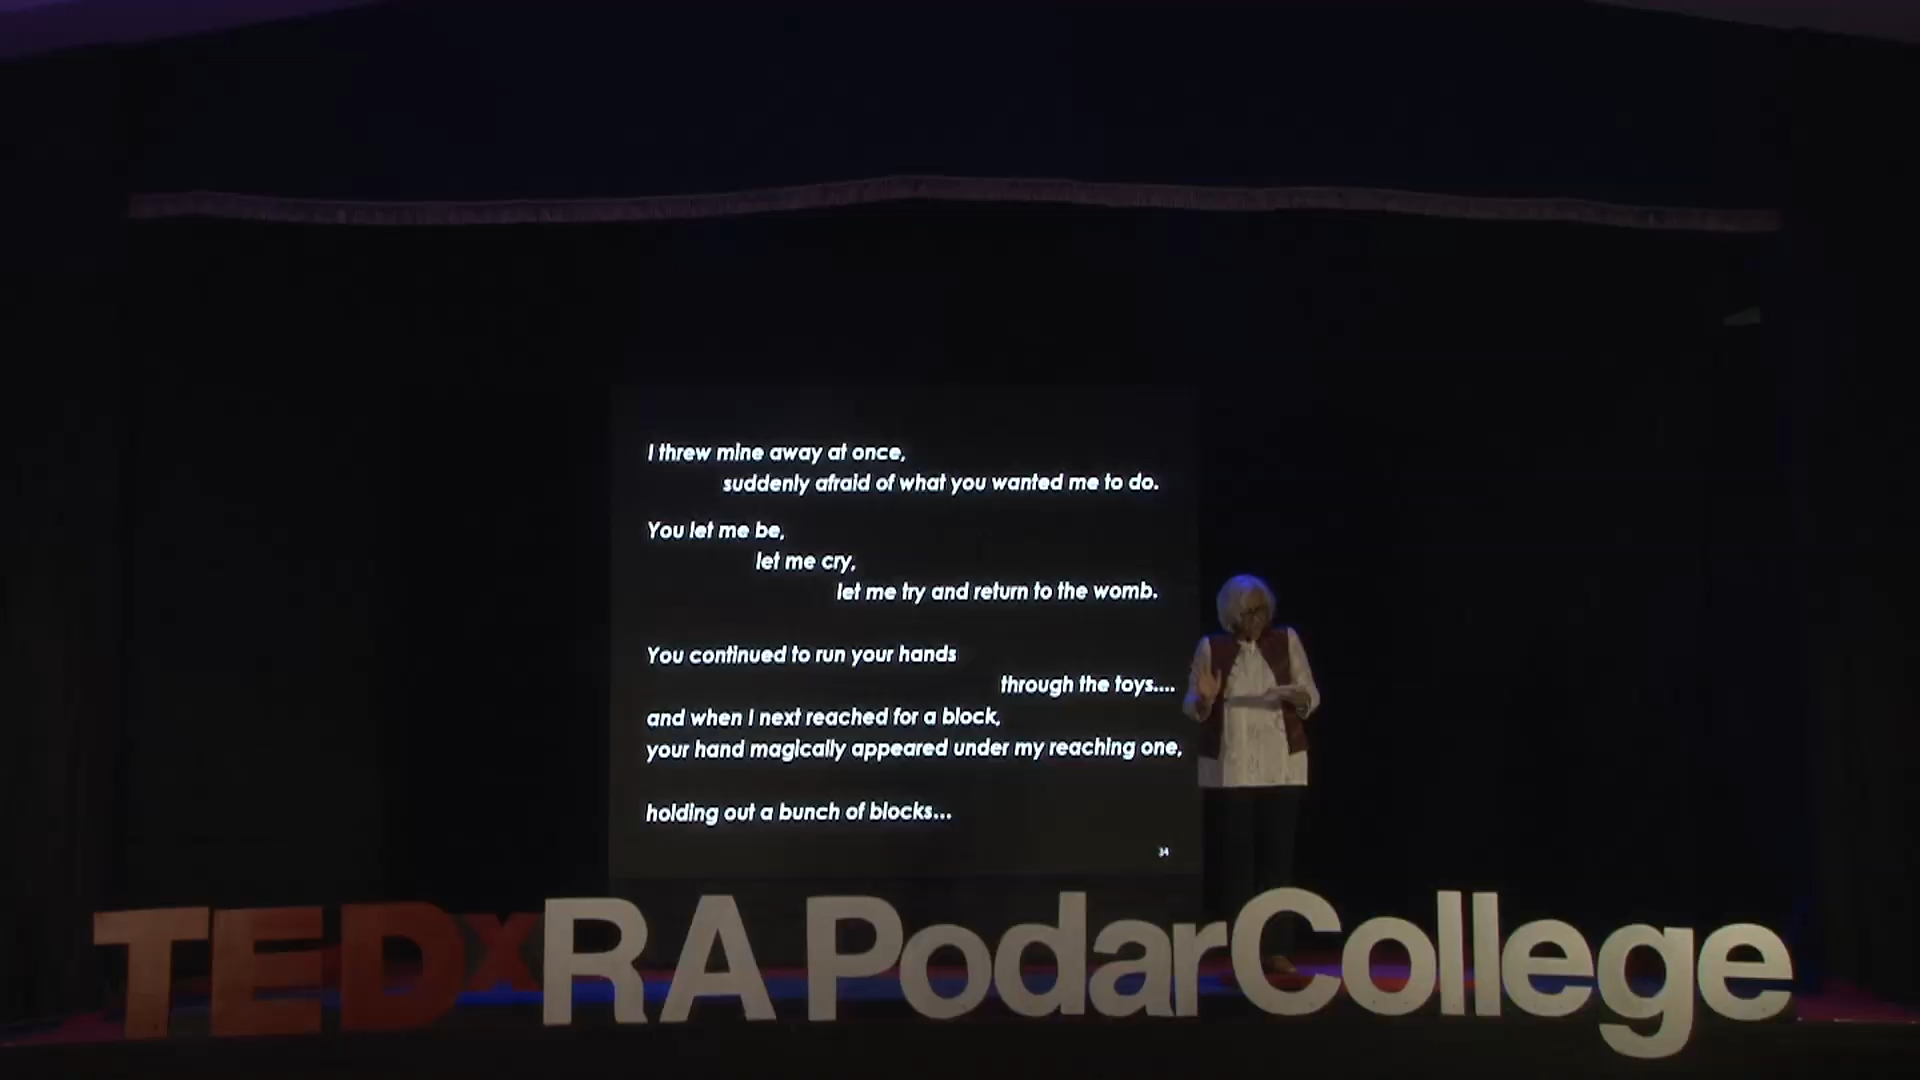 I threw mine away at once,
suddenly afraid of what you wanted me to do.
You let me be,
let me cry,
let me try and return to the womb.
You continued to run your hands
through the toys....
and when I next reached for a block,
your hand magically appeared under my reaching one,
holding out a bunch of blocks...
34
TEDxRAPodarCollege